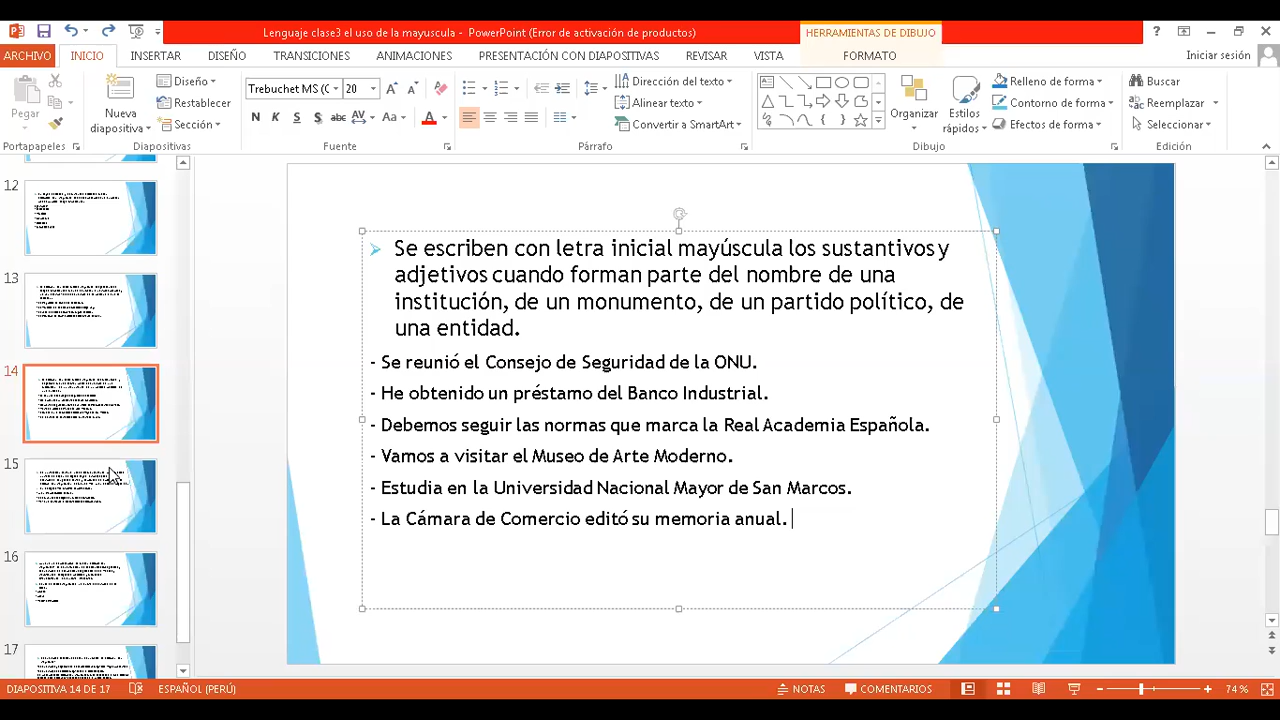 Lenguaje clase3 el uso de la mayuscula - PowerPoint (Error de activación de productos)
HERRAMIENTAS DE DIBUJO
?
ARCHIVO INICIO INSERTAR DISEÑO TRANSICIONES ANIMACIONES PRESENTACIÓN CON DIAPOSITIVAS REVISAR VISTA FORMATO Iniciar sesión
Pegar
Nueva diapositiva
Diseño
Restablecer
Sección
Trebuchet MS (C 20
N K S S abc AV Aa A
Dirección del texto
Alinear texto
Convertir a SmartArt
Organizar
Estilos rápidos
Relleno de forma
Contorno de forma
Efectos de forma
Buscar
Reemplazar
Seleccionar
Portapapeles Diapositivas Fuente Párrafo Dibujo Edición
12
13
14
15
16
17
Se escriben con letra inicial mayúscula los sustantivos y
adjetivos cuando forman parte del nombre de una
institución, de un monumento, de un partido político, de
una entidad.
- Se reunió el Consejo de Seguridad de la ONU.
- He obtenido un préstamo del Banco Industrial.
- Debemos seguir las normas que marca la Real Academia Española.
- Vamos a visitar el Museo de Arte Moderno.
- Estudia en la Universidad Nacional Mayor de San Marcos.
- La Cámara de Comercio editó su memoria anual.
DIAPOSITIVA 14 DE 17 ESPAÑOL (PERÚ) NOTAS COMENTARIOS 74 %